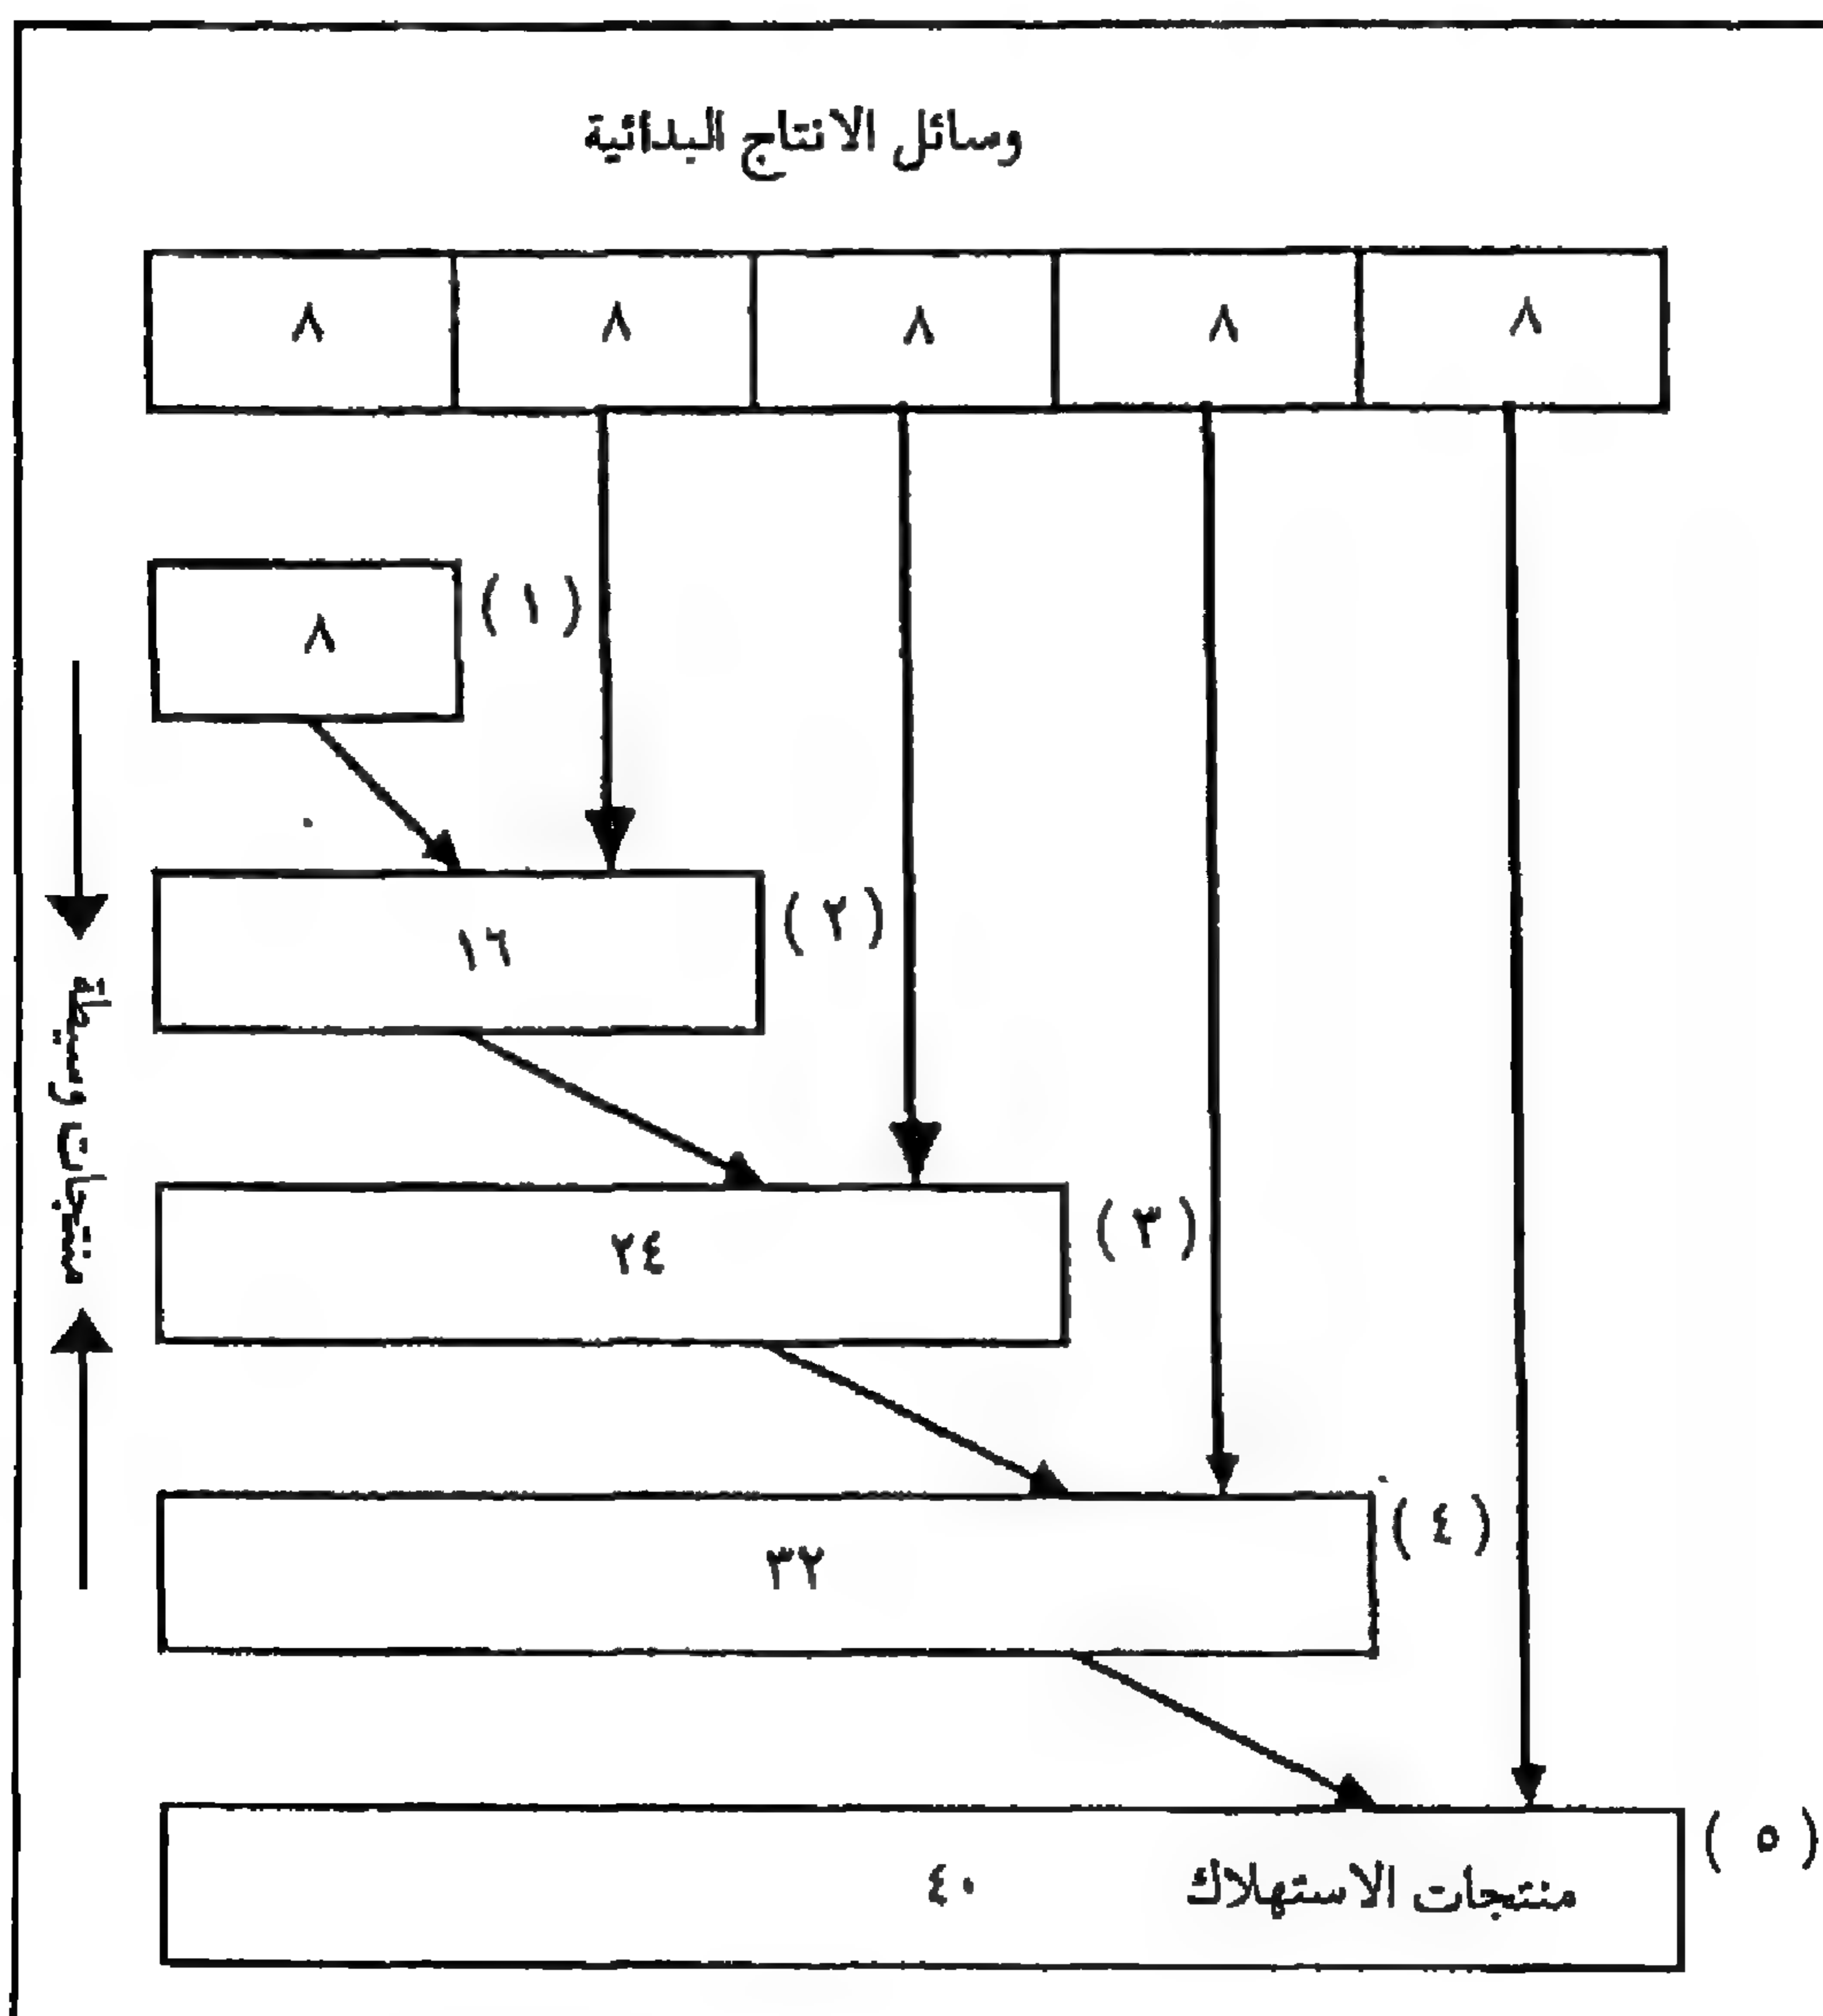 وسائل الانتاج البدائية
٨ ٨ ٨ ٨ ٨
(١) ٨
(٢) ١٦
(٣) ٢٤
(٤) ٣٢
(٥) منتجات الاستهلاك ٤٠
منتجات وسيطة